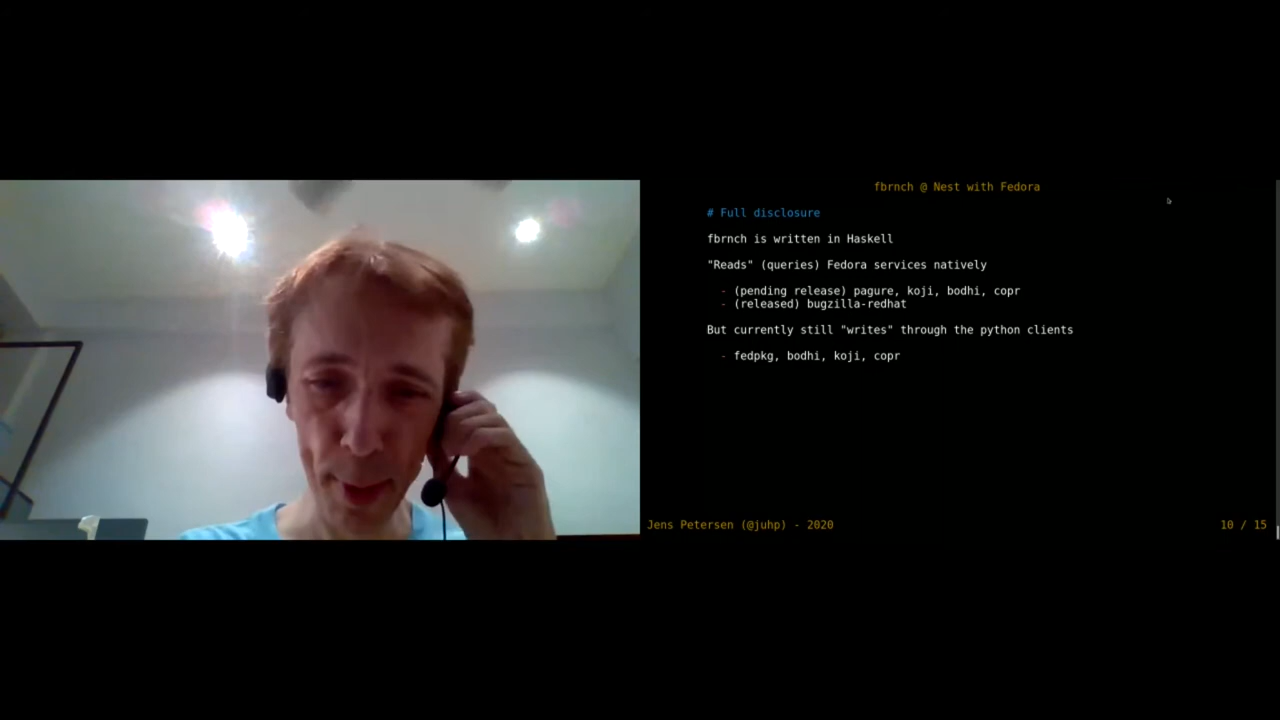 fbrnch @ Nest with Fedora
# Full disclosure
fbrnch is written in Haskell
"Reads" (queries) Fedora services natively
- (pending release) pagure, koji, bodhi, copr
- (released) bugzilla-redhat
But currently still "writes" through the python clients
- fedpkg, bodhi, koji, copr
Jens Petersen (@juhp) - 2020
10 / 15